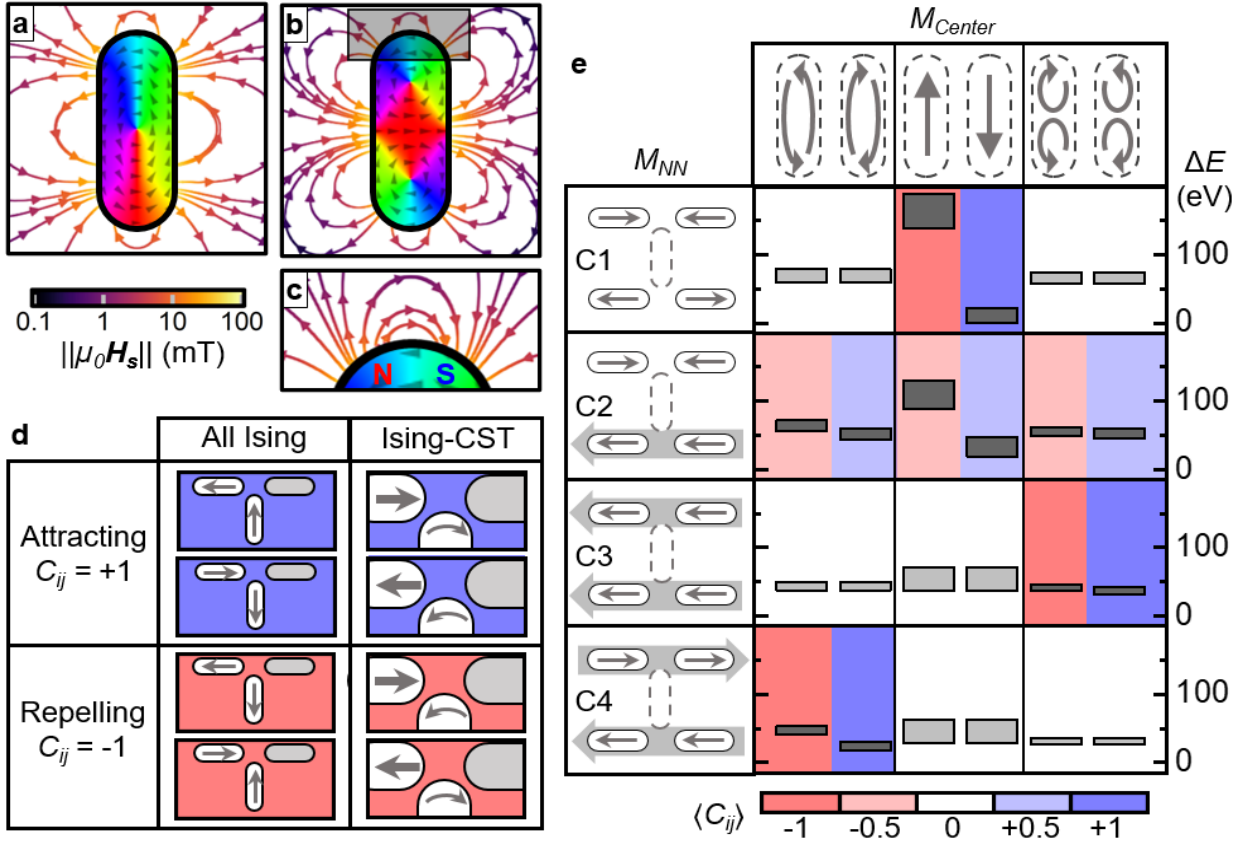 a
b
0.1 1 10 100
||μ₀Hₛ|| (mT)
c
N S
d
All Ising
Ising-CST
Attracting
Cᵢⱼ = +1
Repelling
Cᵢⱼ = -1
e
M_Center
M_NN
ΔE
(eV)
C1
100
0
C2
100
0
C3
100
0
C4
100
0
⟨Cᵢⱼ⟩
-1 -0.5 0 +0.5 +1